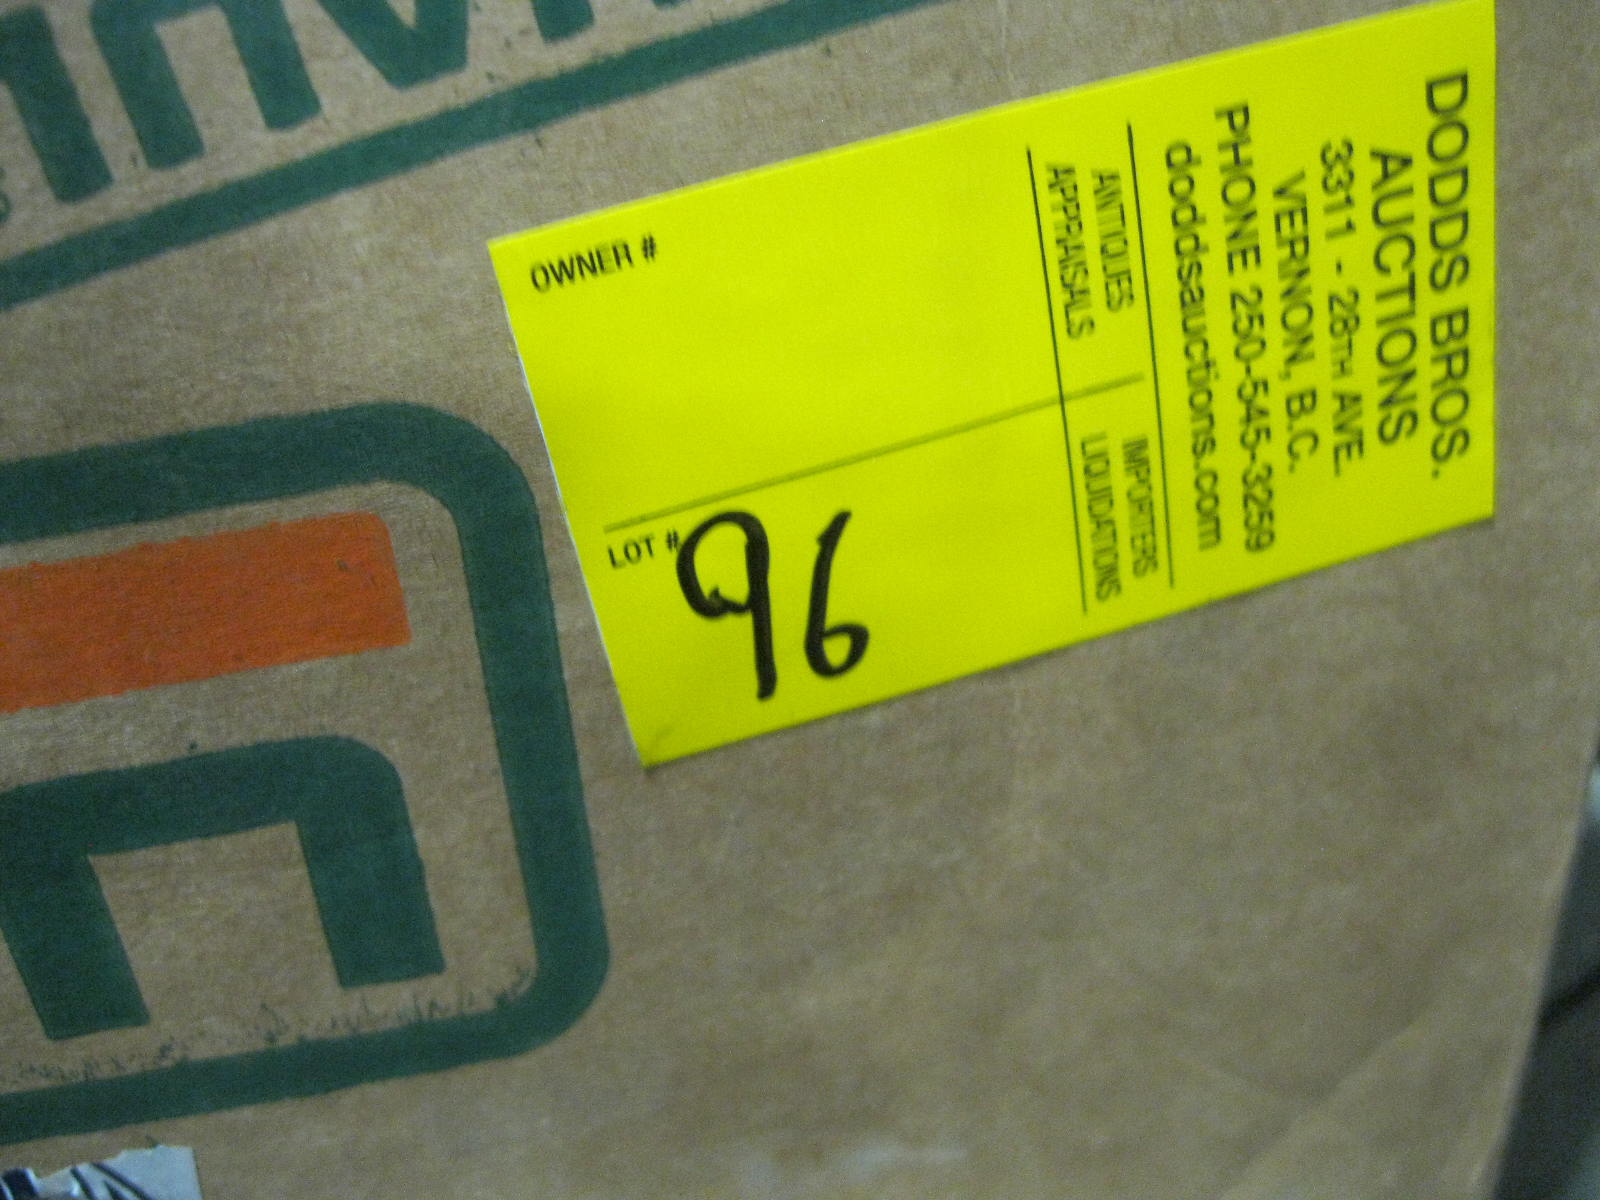 DODDS BROS.
AUCTIONS
3311 - 28TH AVE.
VERNON, B.C.
PHONE 250-545-3259
doddsauctions.com
ANTIQUES
APPRAISALS
IMPORTERS
LIQUIDATIONS
OWNER #
LOT # 96